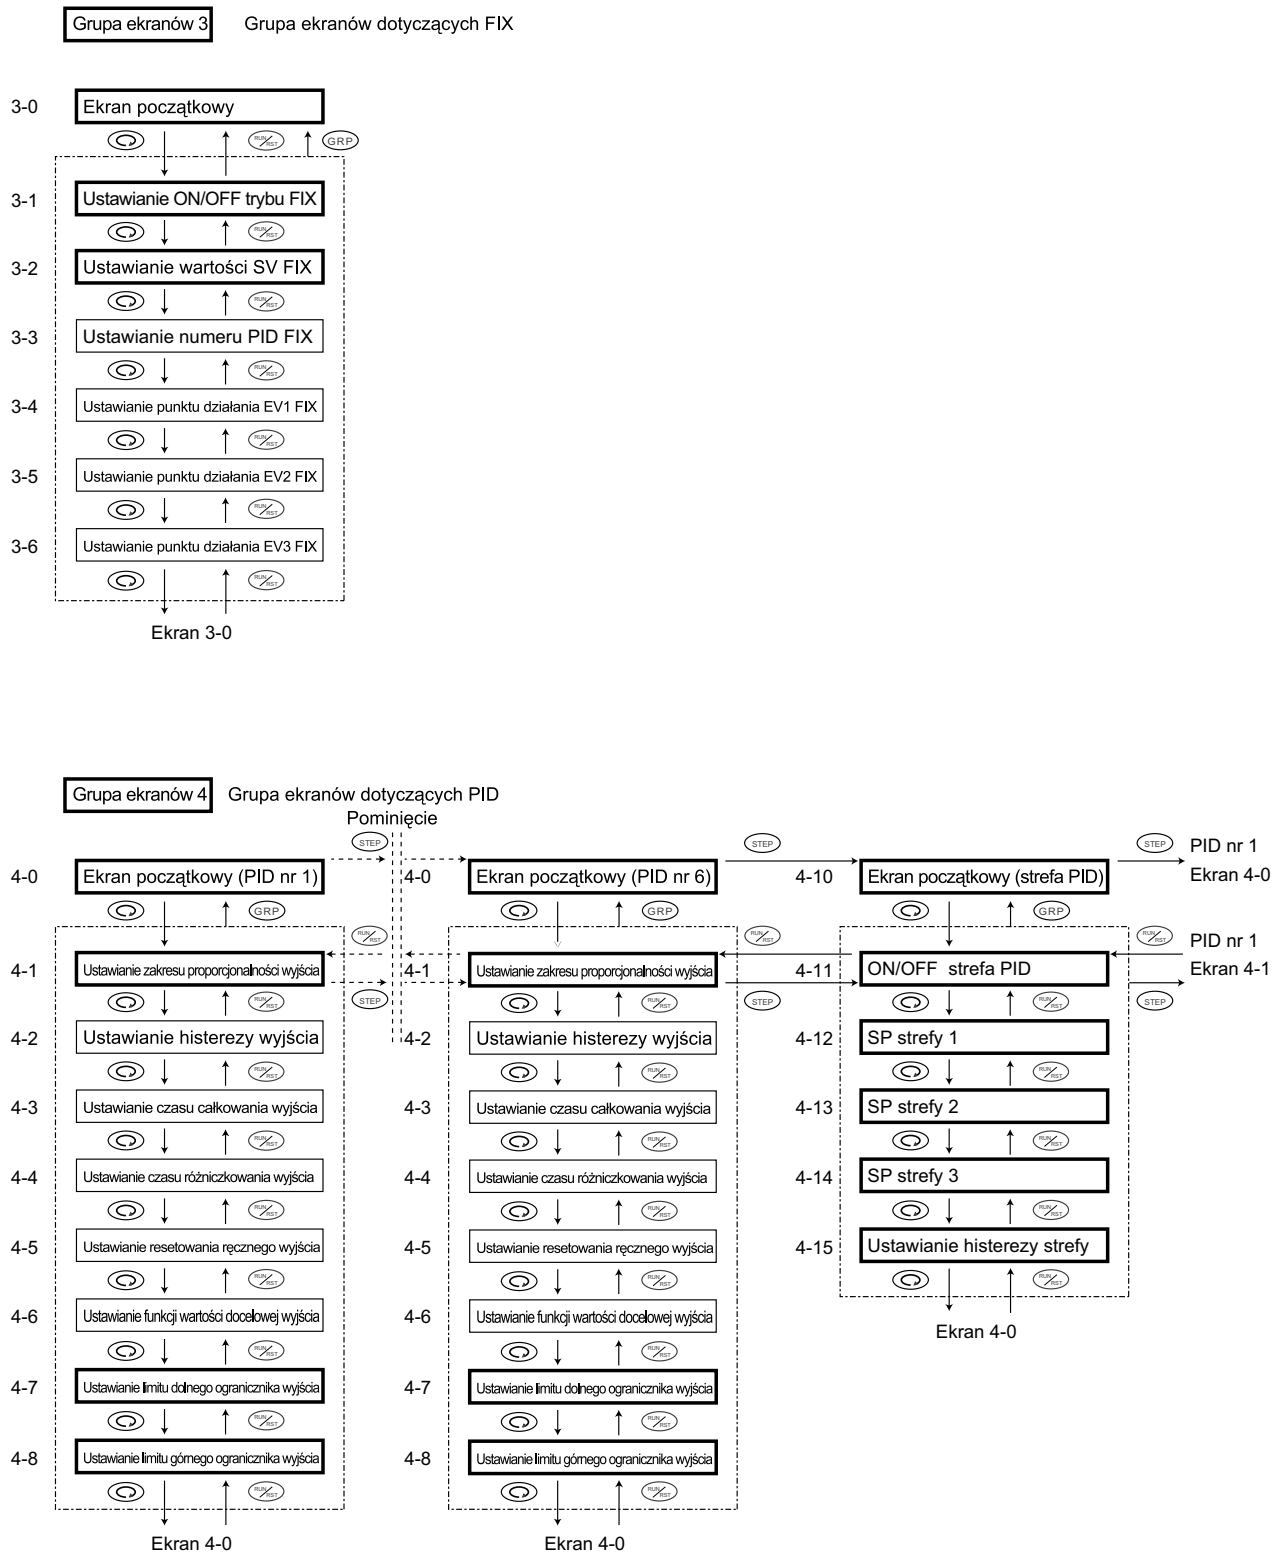 Grupa ekranów 3 Grupa ekranów dotyczących FIX
3-0 Ekran początkowy
RUN/RST GRP
3-1 Ustawianie ON/OFF trybu FIX
RUN/RST
3-2 Ustawianie wartości SV FIX
RUN/RST
3-3 Ustawianie numeru PID FIX
RUN/RST
3-4 Ustawianie punktu działania EV1 FIX
RUN/RST
3-5 Ustawianie punktu działania EV2 FIX
RUN/RST
3-6 Ustawianie punktu działania EV3 FIX
RUN/RST
Ekran 3-0
Grupa ekranów 4 Grupa ekranów dotyczących PID
Pominięcie
STEP STEP STEP PID nr 1
4-0 Ekran początkowy (PID nr 1) 4-0 Ekran początkowy (PID nr 6) 4-10 Ekran początkowy (strefa PID) Ekran 4-0
GRP GRP GRP
RUN/RST RUN/RST RUN/RST PID nr 1
4-1 Ustawianie zakresu proporcjonalności wyjścia 4-1 Ustawianie zakresu proporcjonalności wyjścia 4-11 ON/OFF strefa PID Ekran 4-1
RUN/RST STEP RUN/RST STEP RUN/RST STEP
4-2 Ustawianie histerezy wyjścia 4-2 Ustawianie histerezy wyjścia 4-12 SP strefy 1
RUN/RST RUN/RST RUN/RST
4-3 Ustawianie czasu całkowania wyjścia 4-3 Ustawianie czasu całkowania wyjścia 4-13 SP strefy 2
RUN/RST RUN/RST RUN/RST
4-4 Ustawianie czasu różniczkowania wyjścia 4-4 Ustawianie czasu różniczkowania wyjścia 4-14 SP strefy 3
RUN/RST RUN/RST RUN/RST
4-5 Ustawianie resetowania ręcznego wyjścia 4-5 Ustawianie resetowania ręcznego wyjścia 4-15 Ustawianie histerezy strefy
RUN/RST RUN/RST RUN/RST
4-6 Ustawianie funkcji wartości docelowej wyjścia 4-6 Ustawianie funkcji wartości docelowej wyjścia Ekran 4-0
RUN/RST RUN/RST
4-7 Ustawianie limitu dolnego ogranicznika wyjścia 4-7 Ustawianie limitu dolnego ogranicznika wyjścia
RUN/RST RUN/RST
4-8 Ustawianie limitu górnego ogranicznika wyjścia 4-8 Ustawianie limitu górnego ogranicznika wyjścia
RUN/RST RUN/RST
Ekran 4-0 Ekran 4-0